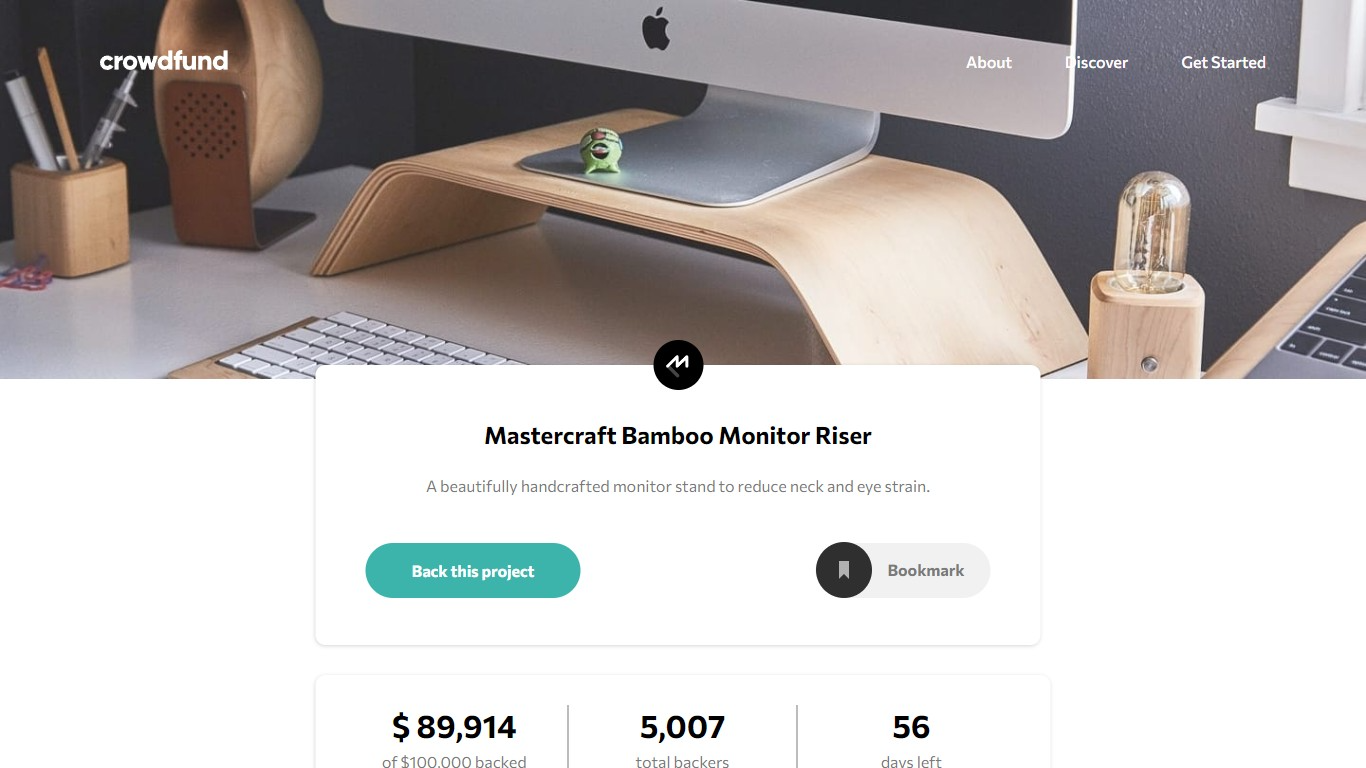 crowdfund
About
Discover
Get Started
Mastercraft Bamboo Monitor Riser
A beautifully handcrafted monitor stand to reduce neck and eye strain.
Back this project
Bookmark
$ 89,914
5,007
56
of $100,000 backed
total backers
days left